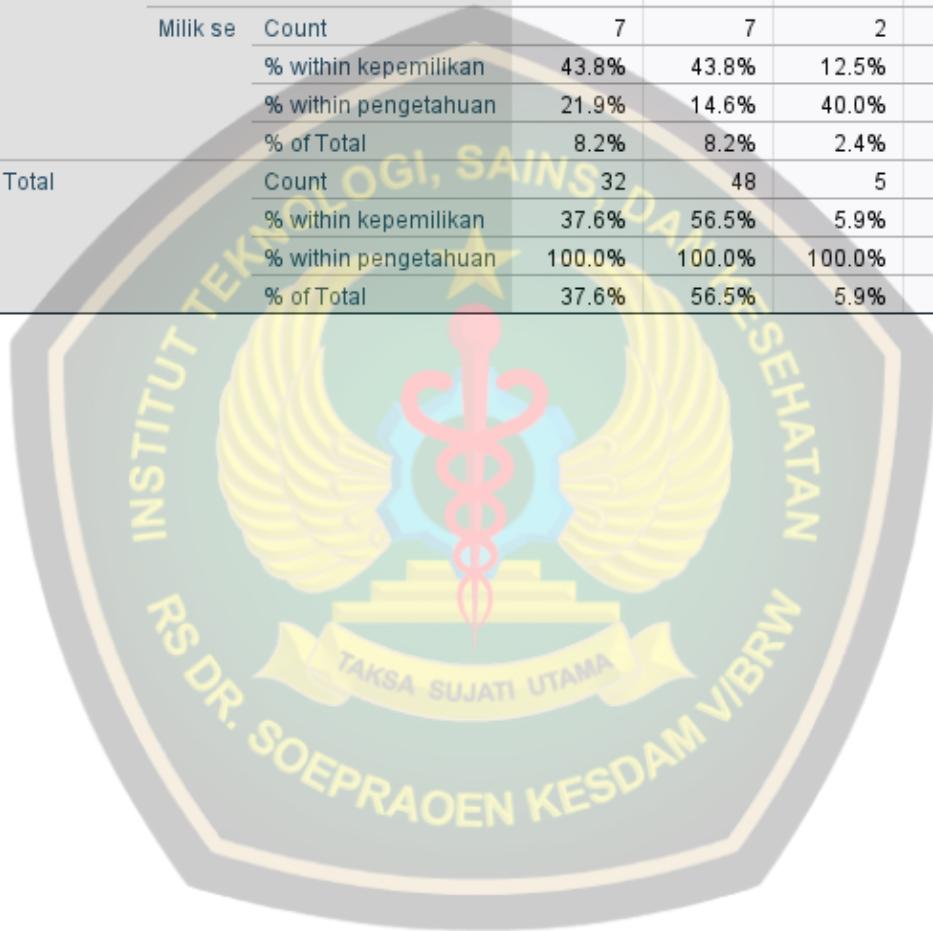 Milik se Count 7 7 2
% within kepemilikan 43.8% 43.8% 12.5%
% within pengetahuan 21.9% 14.6% 40.0%
% of Total 8.2% 8.2% 2.4%
Total Count 32 48 5
% within kepemilikan 37.6% 56.5% 5.9%
% within pengetahuan 100.0% 100.0% 100.0%
% of Total 37.6% 56.5% 5.9%
INSTITUT TEKNOLOGI, SAINS, DAN KESEHATAN
TAKSA SUJATI UTAMA
RS DR. SOEPRAOEN KESDAM V/BRW